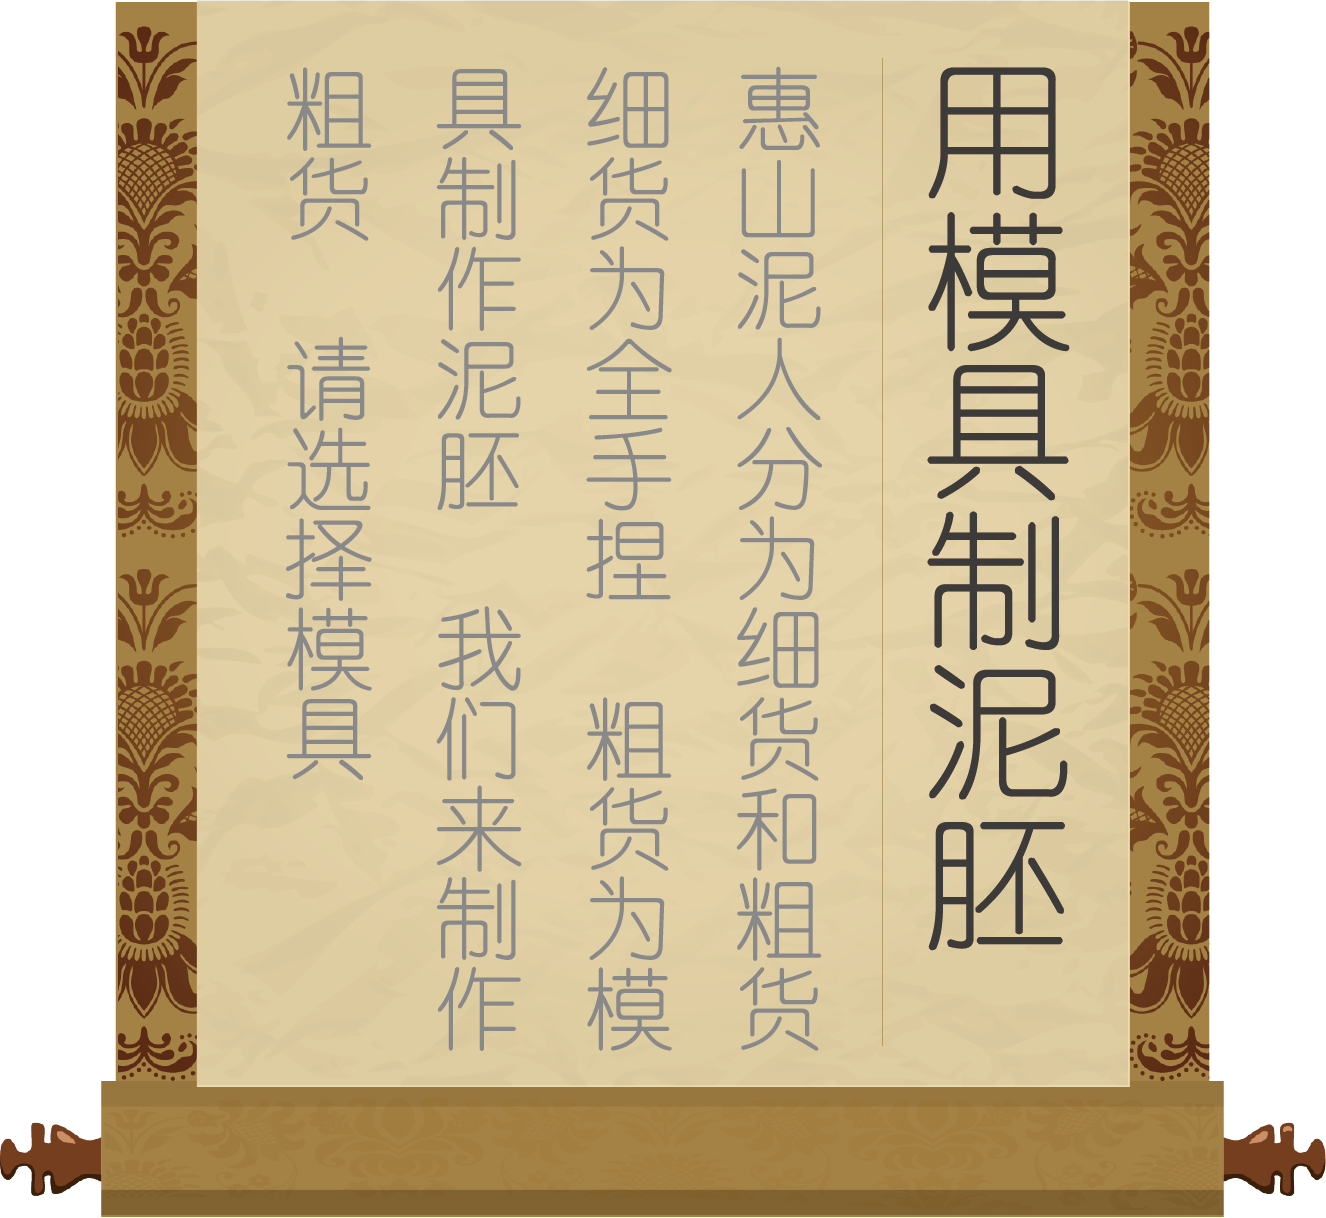 用模具制泥胚
惠山泥人分为细货和粗货
细货为全手捏 粗货为模
具制作泥胚 我们来制作
粗货 请选择模具